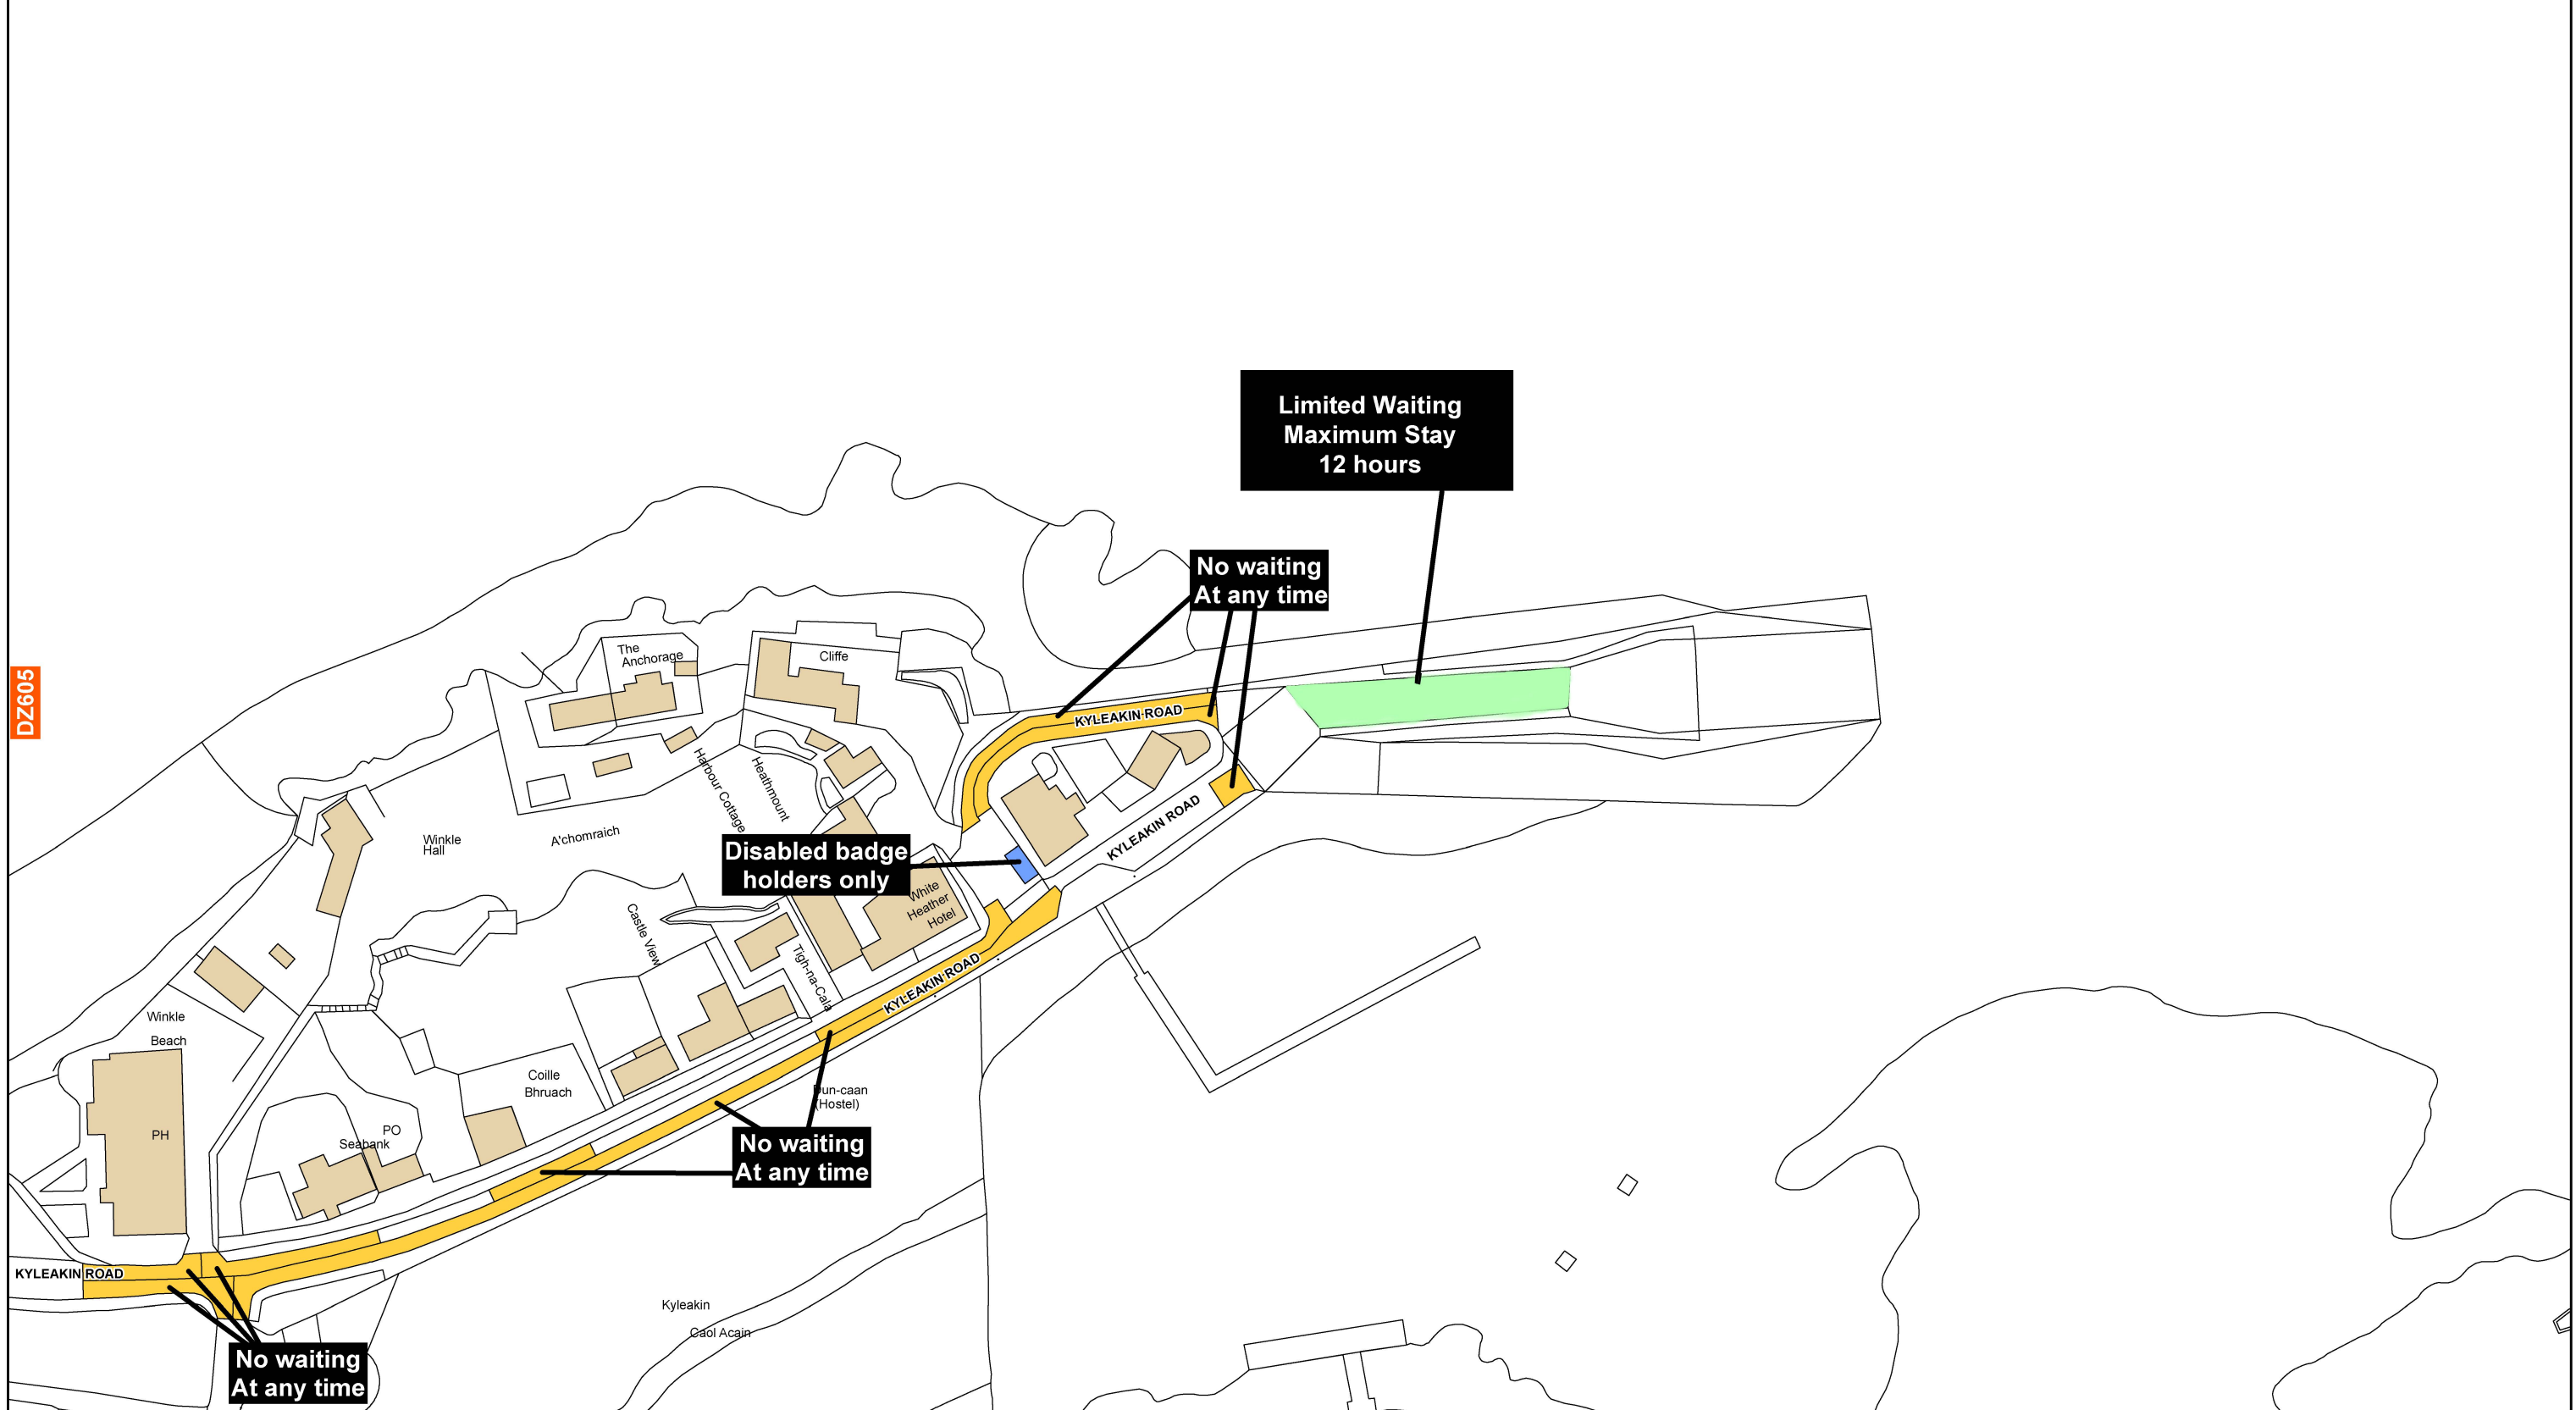 Limited Waiting
Maximum Stay
12 hours
No waiting
At any time
The
Anchorage
Cliffe
DZ605
KYLEAKIN ROAD
Harbour Cottage
Heathmount
Winkle
Hall
A'chomraich
KYLEAKIN ROAD
Disabled badge
holders only
White
Heather
Hotel
Castle View
Tigh-na-Cala
KYLEAKIN ROAD
Winkle
Beach
Coille
Bhruach
Dun-caan
(Hostel)
PH
PO
Seabank
No waiting
At any time
KYLEAKIN ROAD
Kyleakin
Caol Acain
No waiting
At any time